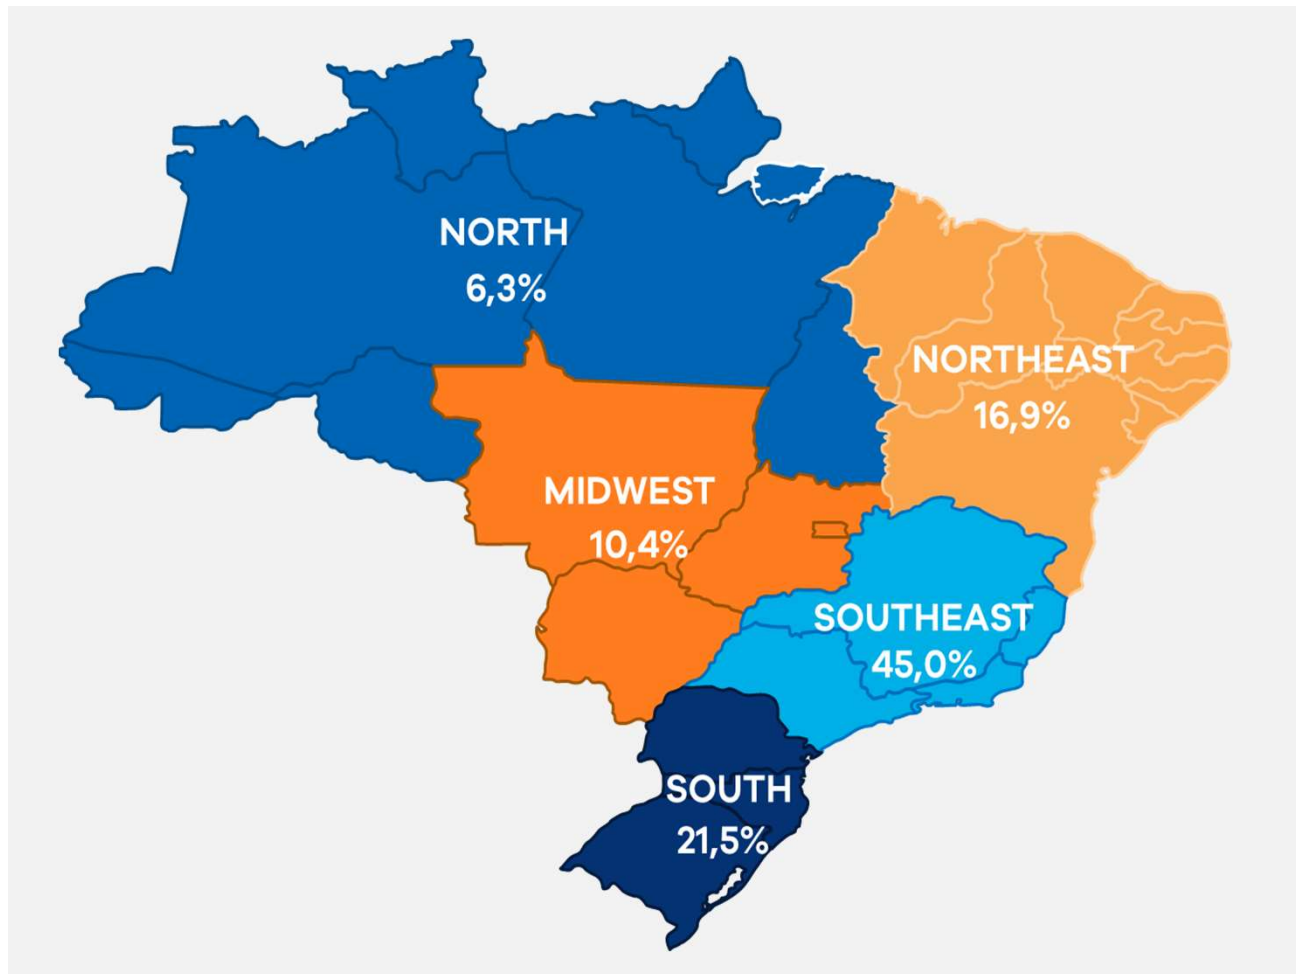 NORTH
6,3%
NORTHEAST
16,9%
MIDWEST
10,4%
SOUTHEAST
45,0%
SOUTH
21,5%